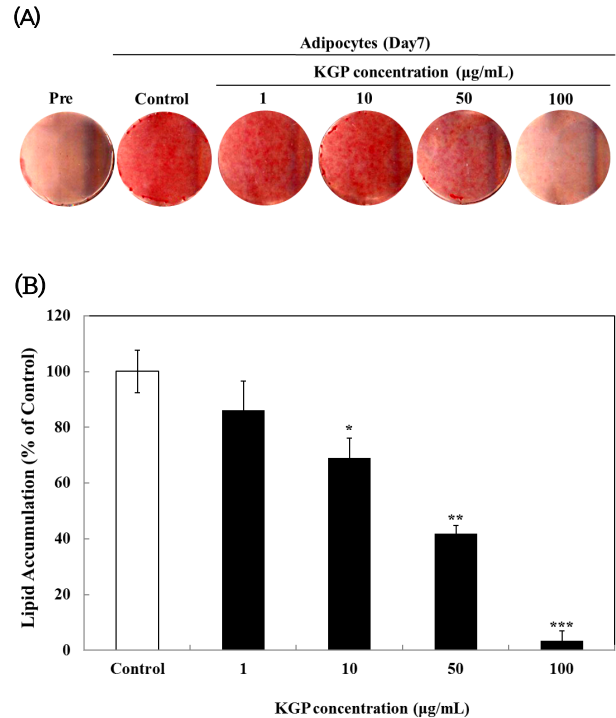 (A)
Adipocytes (Day7)
KGP concentration (μg/mL)
Pre Control 1 10 50 100
(B)
Lipid Accumulation (% of Control)
120
100
80
60
40
20
0
*
**
***
Control 1 10 50 100
KGP concentration (μg/mL)